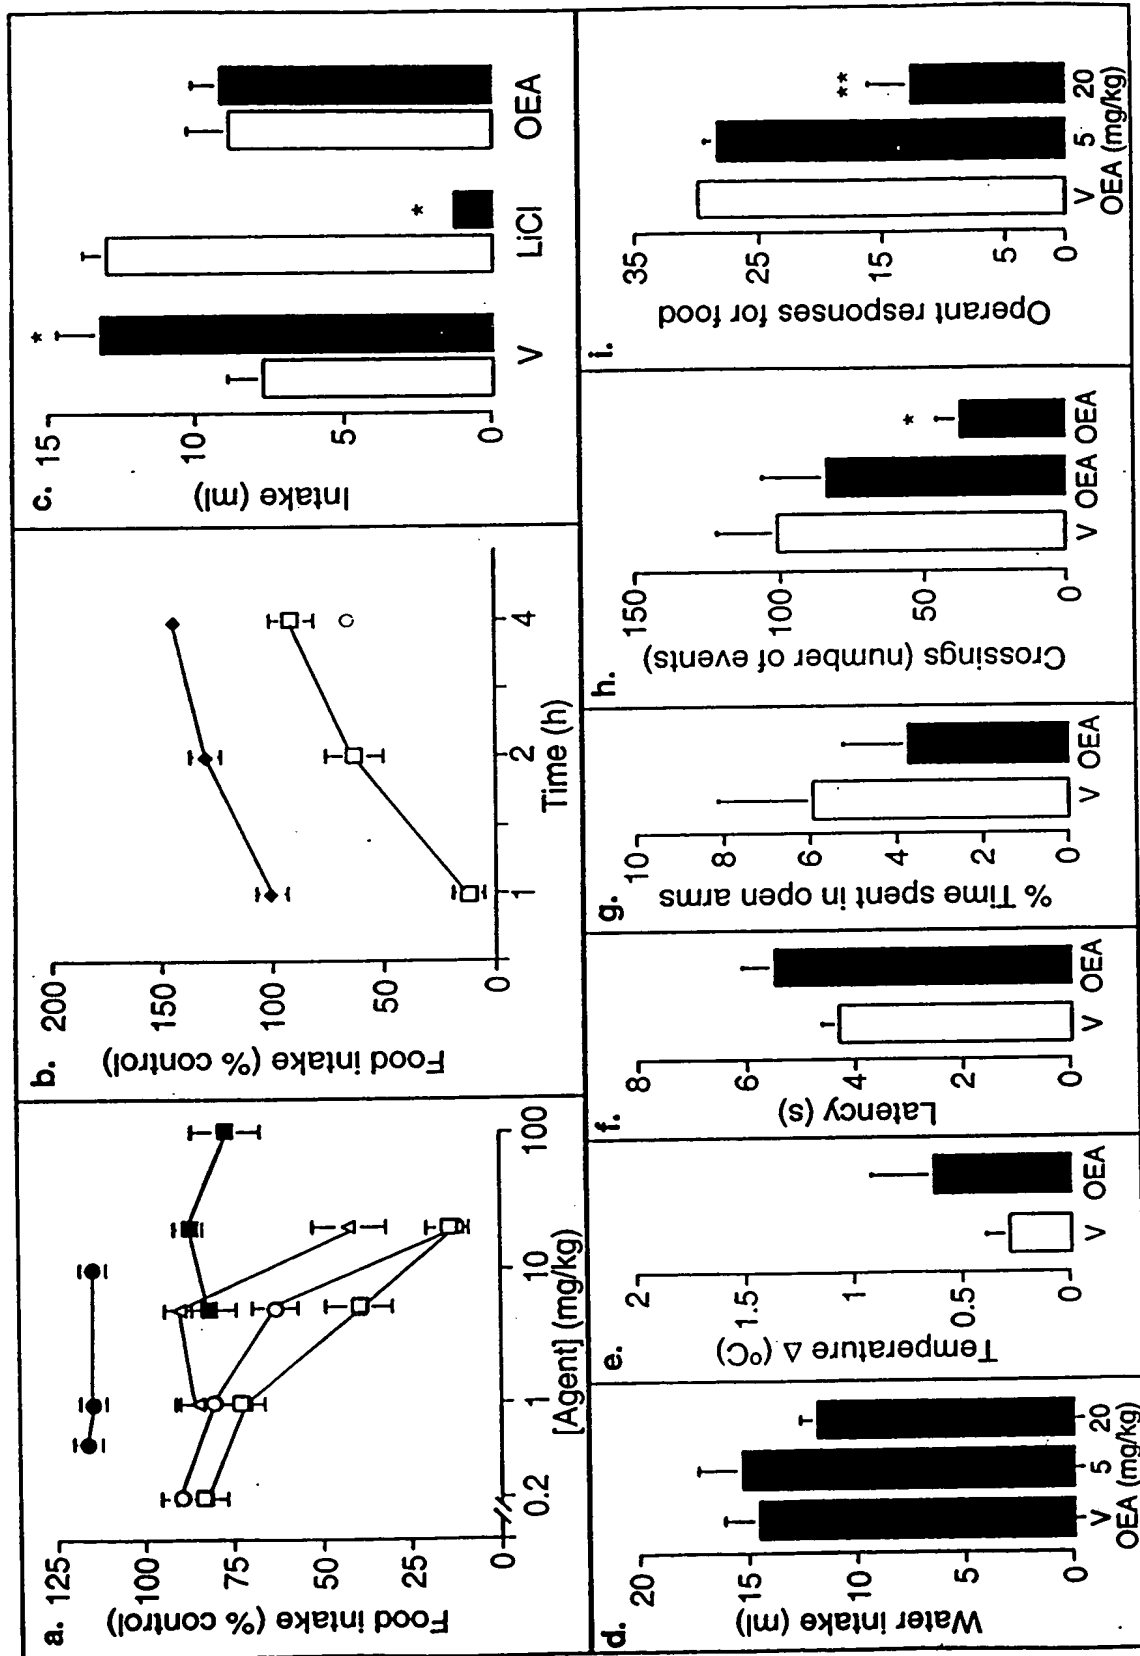 a.
Food intake (% control)
125
100
75
50
25
0
0.2
1
10
100
[Agent] (mg/kg)
b.
Food intake (% control)
200
150
100
50
0
1
2
4
Time (h)
c.
Intake (ml)
15
10
5
0
*
*
V
LiCl
OEA
d.
Water intake (ml)
20
15
10
5
0
V
5
20
OEA (mg/kg)
e.
Temperature Δ (ºC)
2
1.5
1
0.5
0
V
OEA
f.
Latency (s)
8
6
4
2
0
V
OEA
g.
% Time spent in open arms
10
8
6
4
2
0
V
OEA
h.
Crossings (number of events)
150
100
50
0
*
V
OEA
OEA
i.
Operant responses for food
35
25
15
5
0
**
V
5
20
OEA (mg/kg)